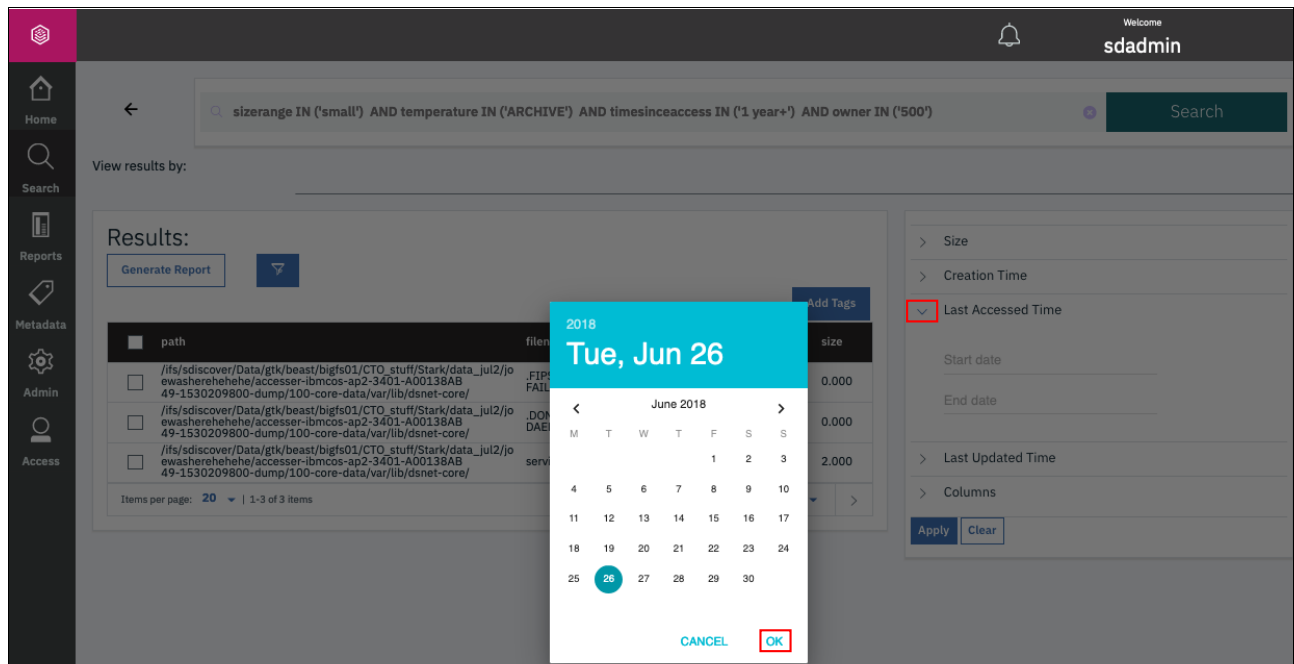 Welcome
sdadmin
Home
Search
Reports
Metadata
Admin
Access
sizerange IN ('small') AND temperature IN ('ARCHIVE') AND timesinceaccess IN ('1 year+') AND owner IN ('500')
Search
View results by:
Results:
Generate Report
Add Tags
path size
/ifs/sdiscover/Data/gtk/beast/bigfs01/CTO_stuff/Stark/data_jul2/jo
ewasherehehehe/accesser-ibmcos-ap2-3401-A00138AB
49-1530209800-dump/100-core-data/var/lib/dsnet-core/
0.000
/ifs/sdiscover/Data/gtk/beast/bigfs01/CTO_stuff/Stark/data_jul2/jo
ewasherehehehe/accesser-ibmcos-ap2-3401-A00138AB
49-1530209800-dump/100-core-data/var/lib/dsnet-core/
0.000
/ifs/sdiscover/Data/gtk/beast/bigfs01/CTO_stuff/Stark/data_jul2/jo
ewasherehehehe/accesser-ibmcos-ap2-3401-A00138AB
49-1530209800-dump/100-core-data/var/lib/dsnet-core/
2.000
Items per page: 20 | 1-3 of 3 items
2018
Tue, Jun 26
June 2018
M T W T F S S
1 2 3
4 5 6 7 8 9 10
11 12 13 14 15 16 17
18 19 20 21 22 23 24
25 26 27 28 29 30
CANCEL OK
Size
Creation Time
Last Accessed Time
Start date
End date
Last Updated Time
Columns
Apply Clear